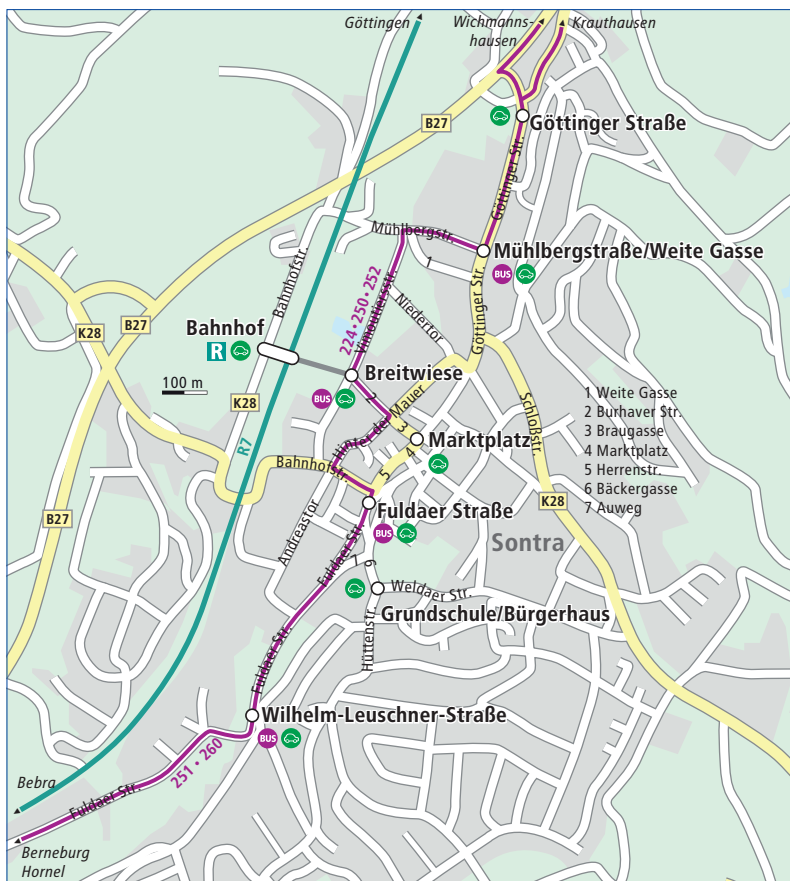 Göttingen
Wichmanns-
hausen
Krauthausen
B27
Göttinger Straße
Göttinger Str.
Mühlbergstr.
1
Mühlbergstraße/Weite Gasse
BUS
Bahnhofstr.
224 • 250 • 252
Vimoutiersstr.
Niedertor
Göttinger Str.
K28
B27
Bahnhof
R
100 m
K28
R7
Breitwiese
BUS
2
Hinter der Mauer
3
Marktplatz
4
5
Bahnhofstr.
Schloßstr.
K28
1 Weite Gasse
2 Burhaver Str.
3 Braugasse
4 Marktplatz
5 Herrenstr.
6 Bäckergasse
7 Auweg
B27
Andreastor
Fuldaer Straße
BUS
Fuldaer Str.
Sontra
7
6
Weldaer Str.
Grundschule/Bürgerhaus
Hüttenstr.
Fuldaer Str.
Wilhelm-Leuschner-Straße
BUS
251 • 260
Bebra
Fuldaer Str.
Berneburg
Hornel